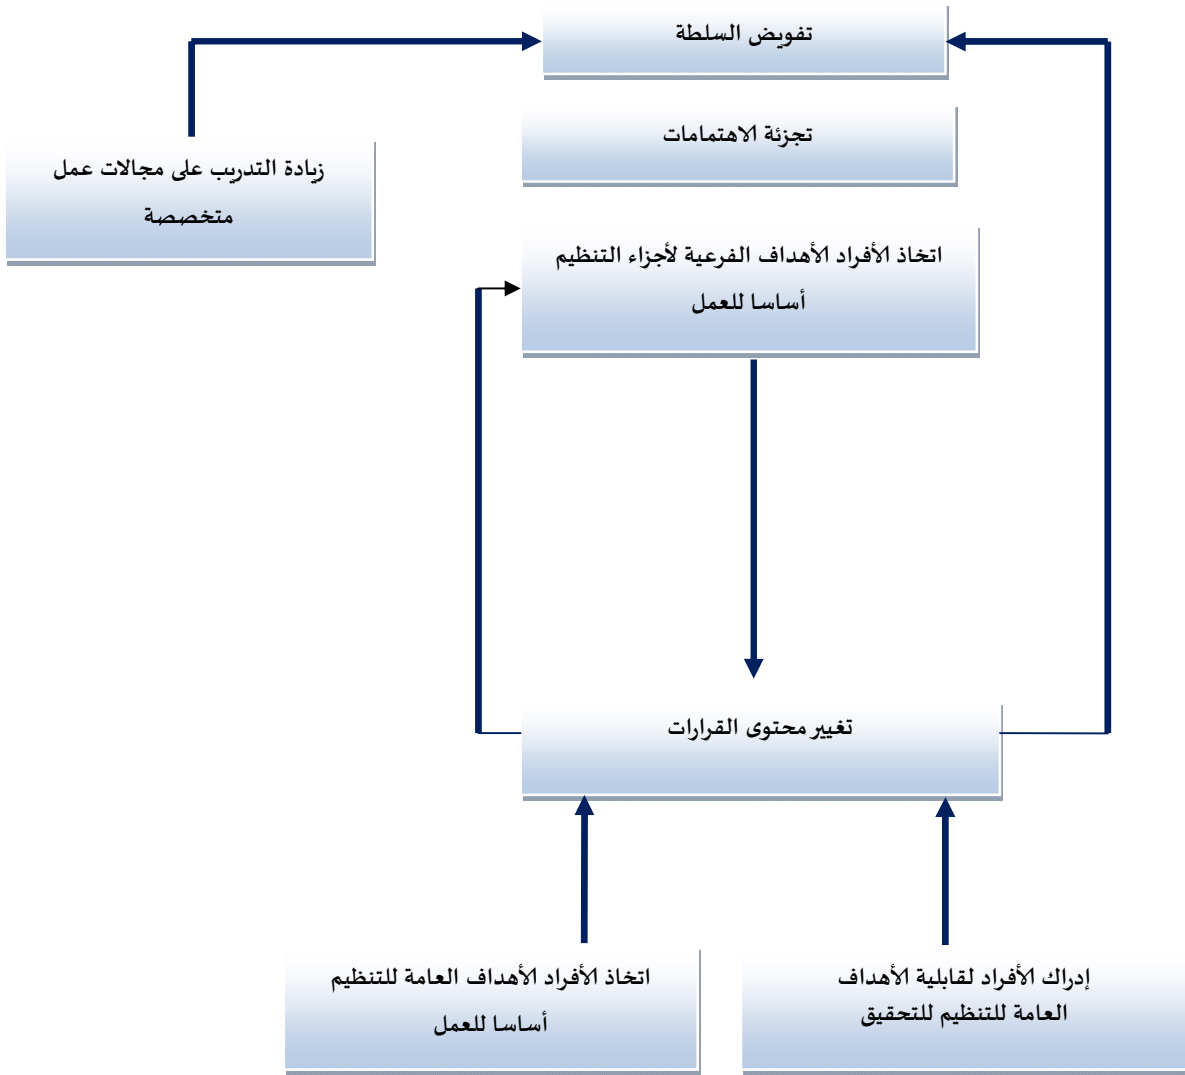 تفويض السلطة
تجزئة الاهتمامات
زيادة التدريب على مجالات عمل
متخصصة
اتخاذ الأفراد الأهداف الفرعية لأجزاء التنظيم
أساسا للعمل
تغيير محتوى القرارات
إدراك الأفراد لقابلية الأهداف
العامة للتنظيم للتحقيق
اتخاذ الأفراد الأهداف العامة للتنظيم
أساسا للعمل